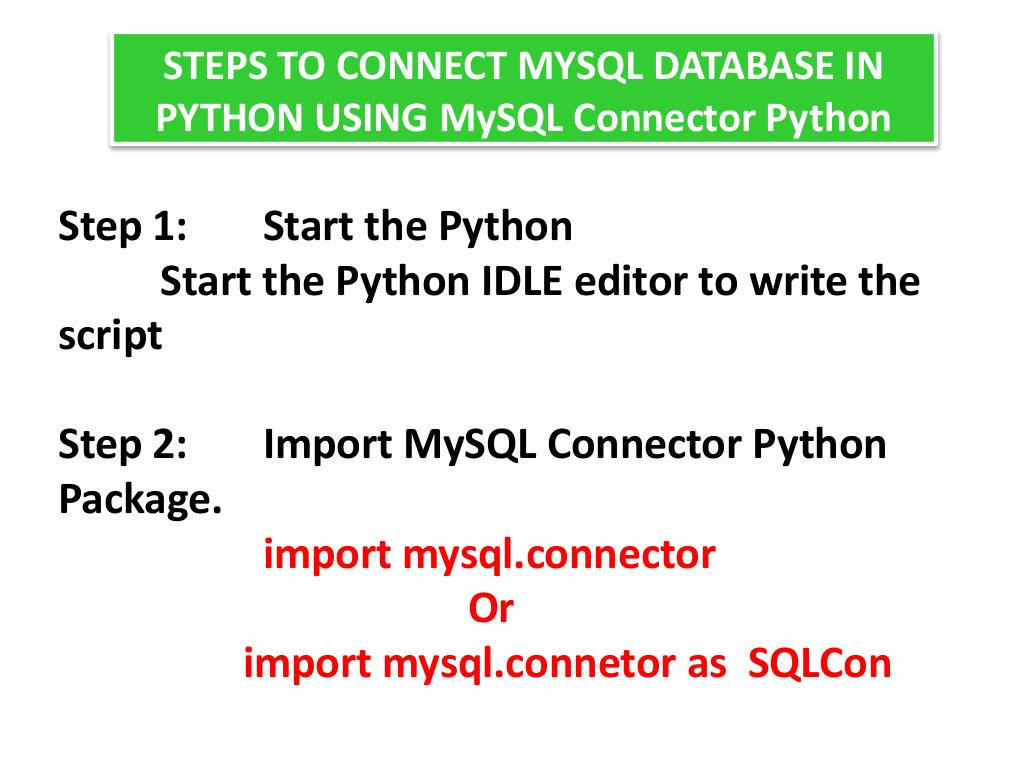 STEPS TO CONNECT MYSQL DATABASE IN
PYTHON USING MySQL Connector Python
Step 1: Start the Python
Start the Python IDLE editor to write the
script
Step 2: Import MySQL Connector Python
Package.
import mysql.connector
Or
import mysql.connetor as SQLCon